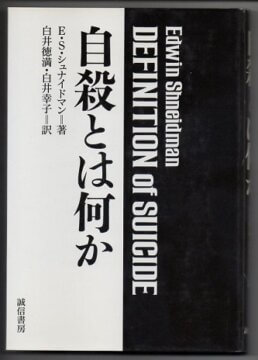 自殺とは何か
E・S・シュナイドマン＝著
白井徳満・白井幸子＝訳
誠信書房
Edwin Shneidman
DEFINITION of SUICIDE